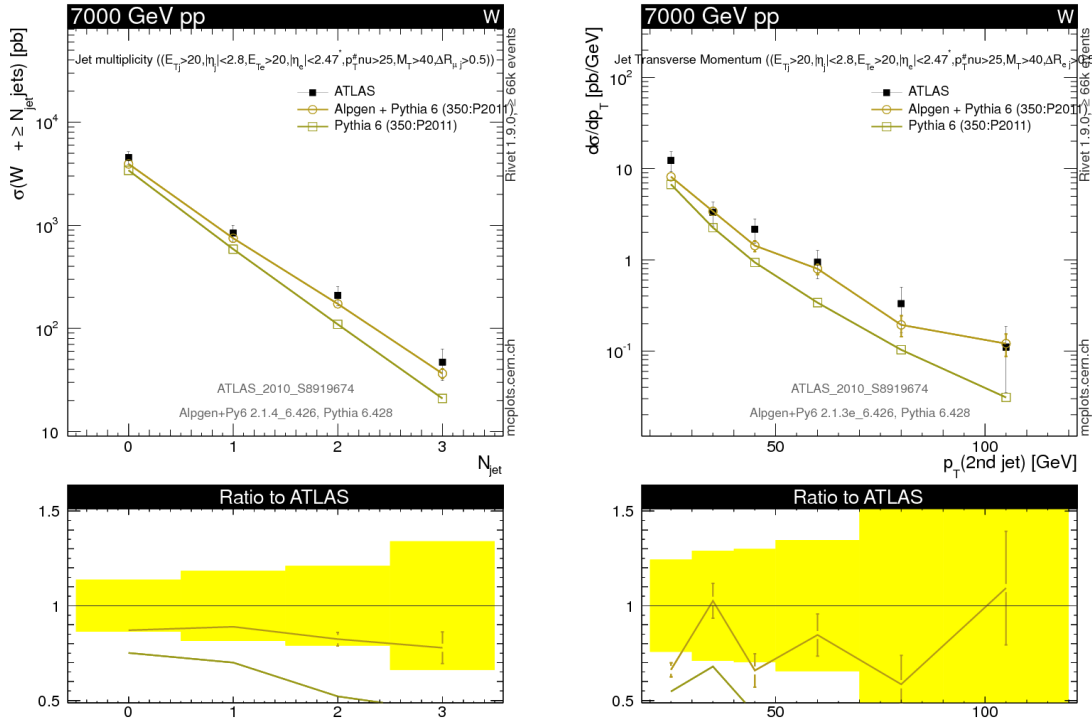 7000 GeV pp W
Jet multiplicity ((E_Tj>20,|η_j|<2.8,E_Te>20,|η_e|<2.47*,p_T^#nu>25,M_T>40,ΔR_μj>0.5))
σ(W + ≥ N_jet jets) [pb]
ATLAS
Alpgen + Pythia 6 (350:P2011)
Pythia 6 (350:P2011)
10^4
10^3
10^2
10
ATLAS_2010_S8919674
Alpgen+Py6 2.1.4_6.426, Pythia 6.428
0 1 2 3
N_jet
Rivet 1.9.0, ≥ 66k events
mcplots.cern.ch
Ratio to ATLAS
1.5
1
0.5
0 1 2 3
7000 GeV pp W
Jet Transverse Momentum ((E_Tj>20,|η_j|<2.8,E_Te>20,|η_e|<2.47*,p_T^#nu>25,M_T>40,ΔR_μj>0.5
dσ/dp_T [pb/GeV]
ATLAS
Alpgen + Pythia 6 (350:P2011)
Pythia 6 (350:P2011)
10^2
10
1
10^-1
ATLAS_2010_S8919674
Alpgen+Py6 2.1.3e_6.426, Pythia 6.428
50 100
p_T(2nd jet) [GeV]
Rivet 1.9.0, ≥ 66k events
mcplots.cern.ch
Ratio to ATLAS
1.5
1
0.5
50 100